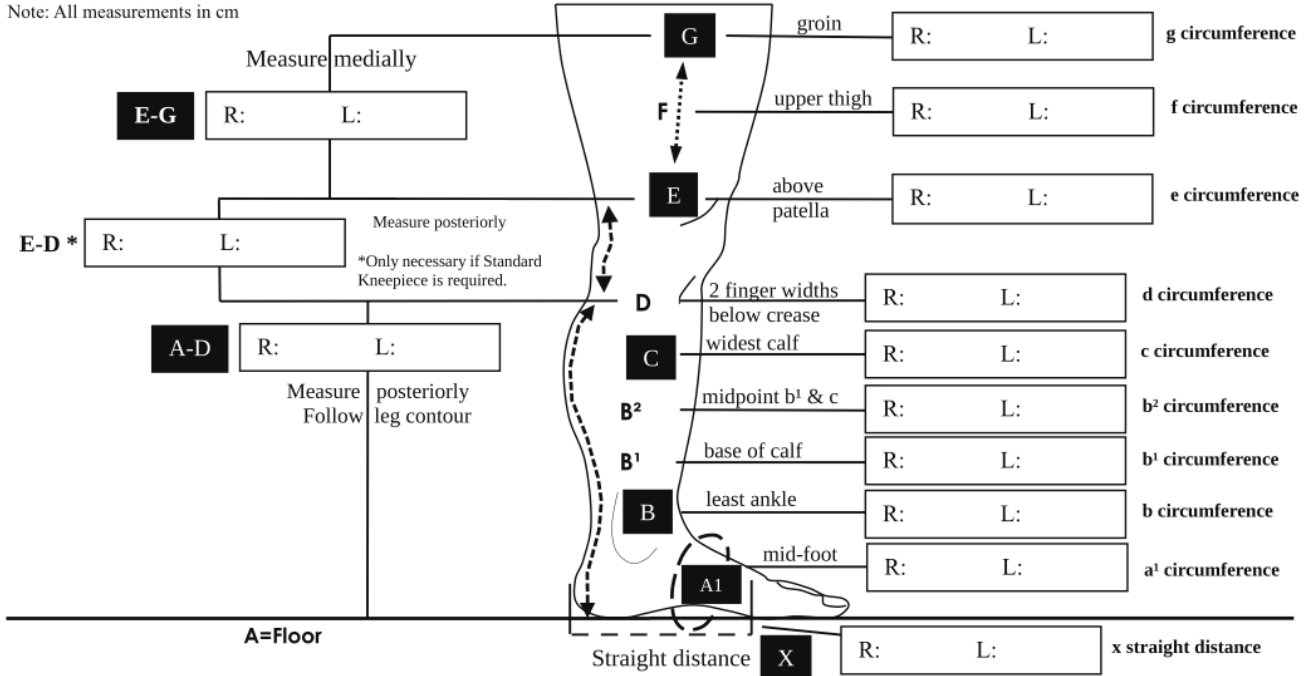 Note: All measurements in cm
G
groin
R: L:
g circumference
Measure medially
E-G
R: L:
F
upper thigh
R: L:
f circumference
E
above
patella
R: L:
e circumference
E-D *
R: L:
Measure posteriorly
*Only necessary if Standard
Kneepiece is required.
D
2 finger widths
below crease
R: L:
d circumference
A-D
R: L:
C
widest calf
R: L:
c circumference
Measure posteriorly
Follow leg contour
B²
midpoint b¹ & c
R: L:
b² circumference
B¹
base of calf
R: L:
b¹ circumference
B
least ankle
R: L:
b circumference
A1
mid-foot
R: L:
a¹ circumference
A=Floor
Straight distance
X
R: L:
x straight distance